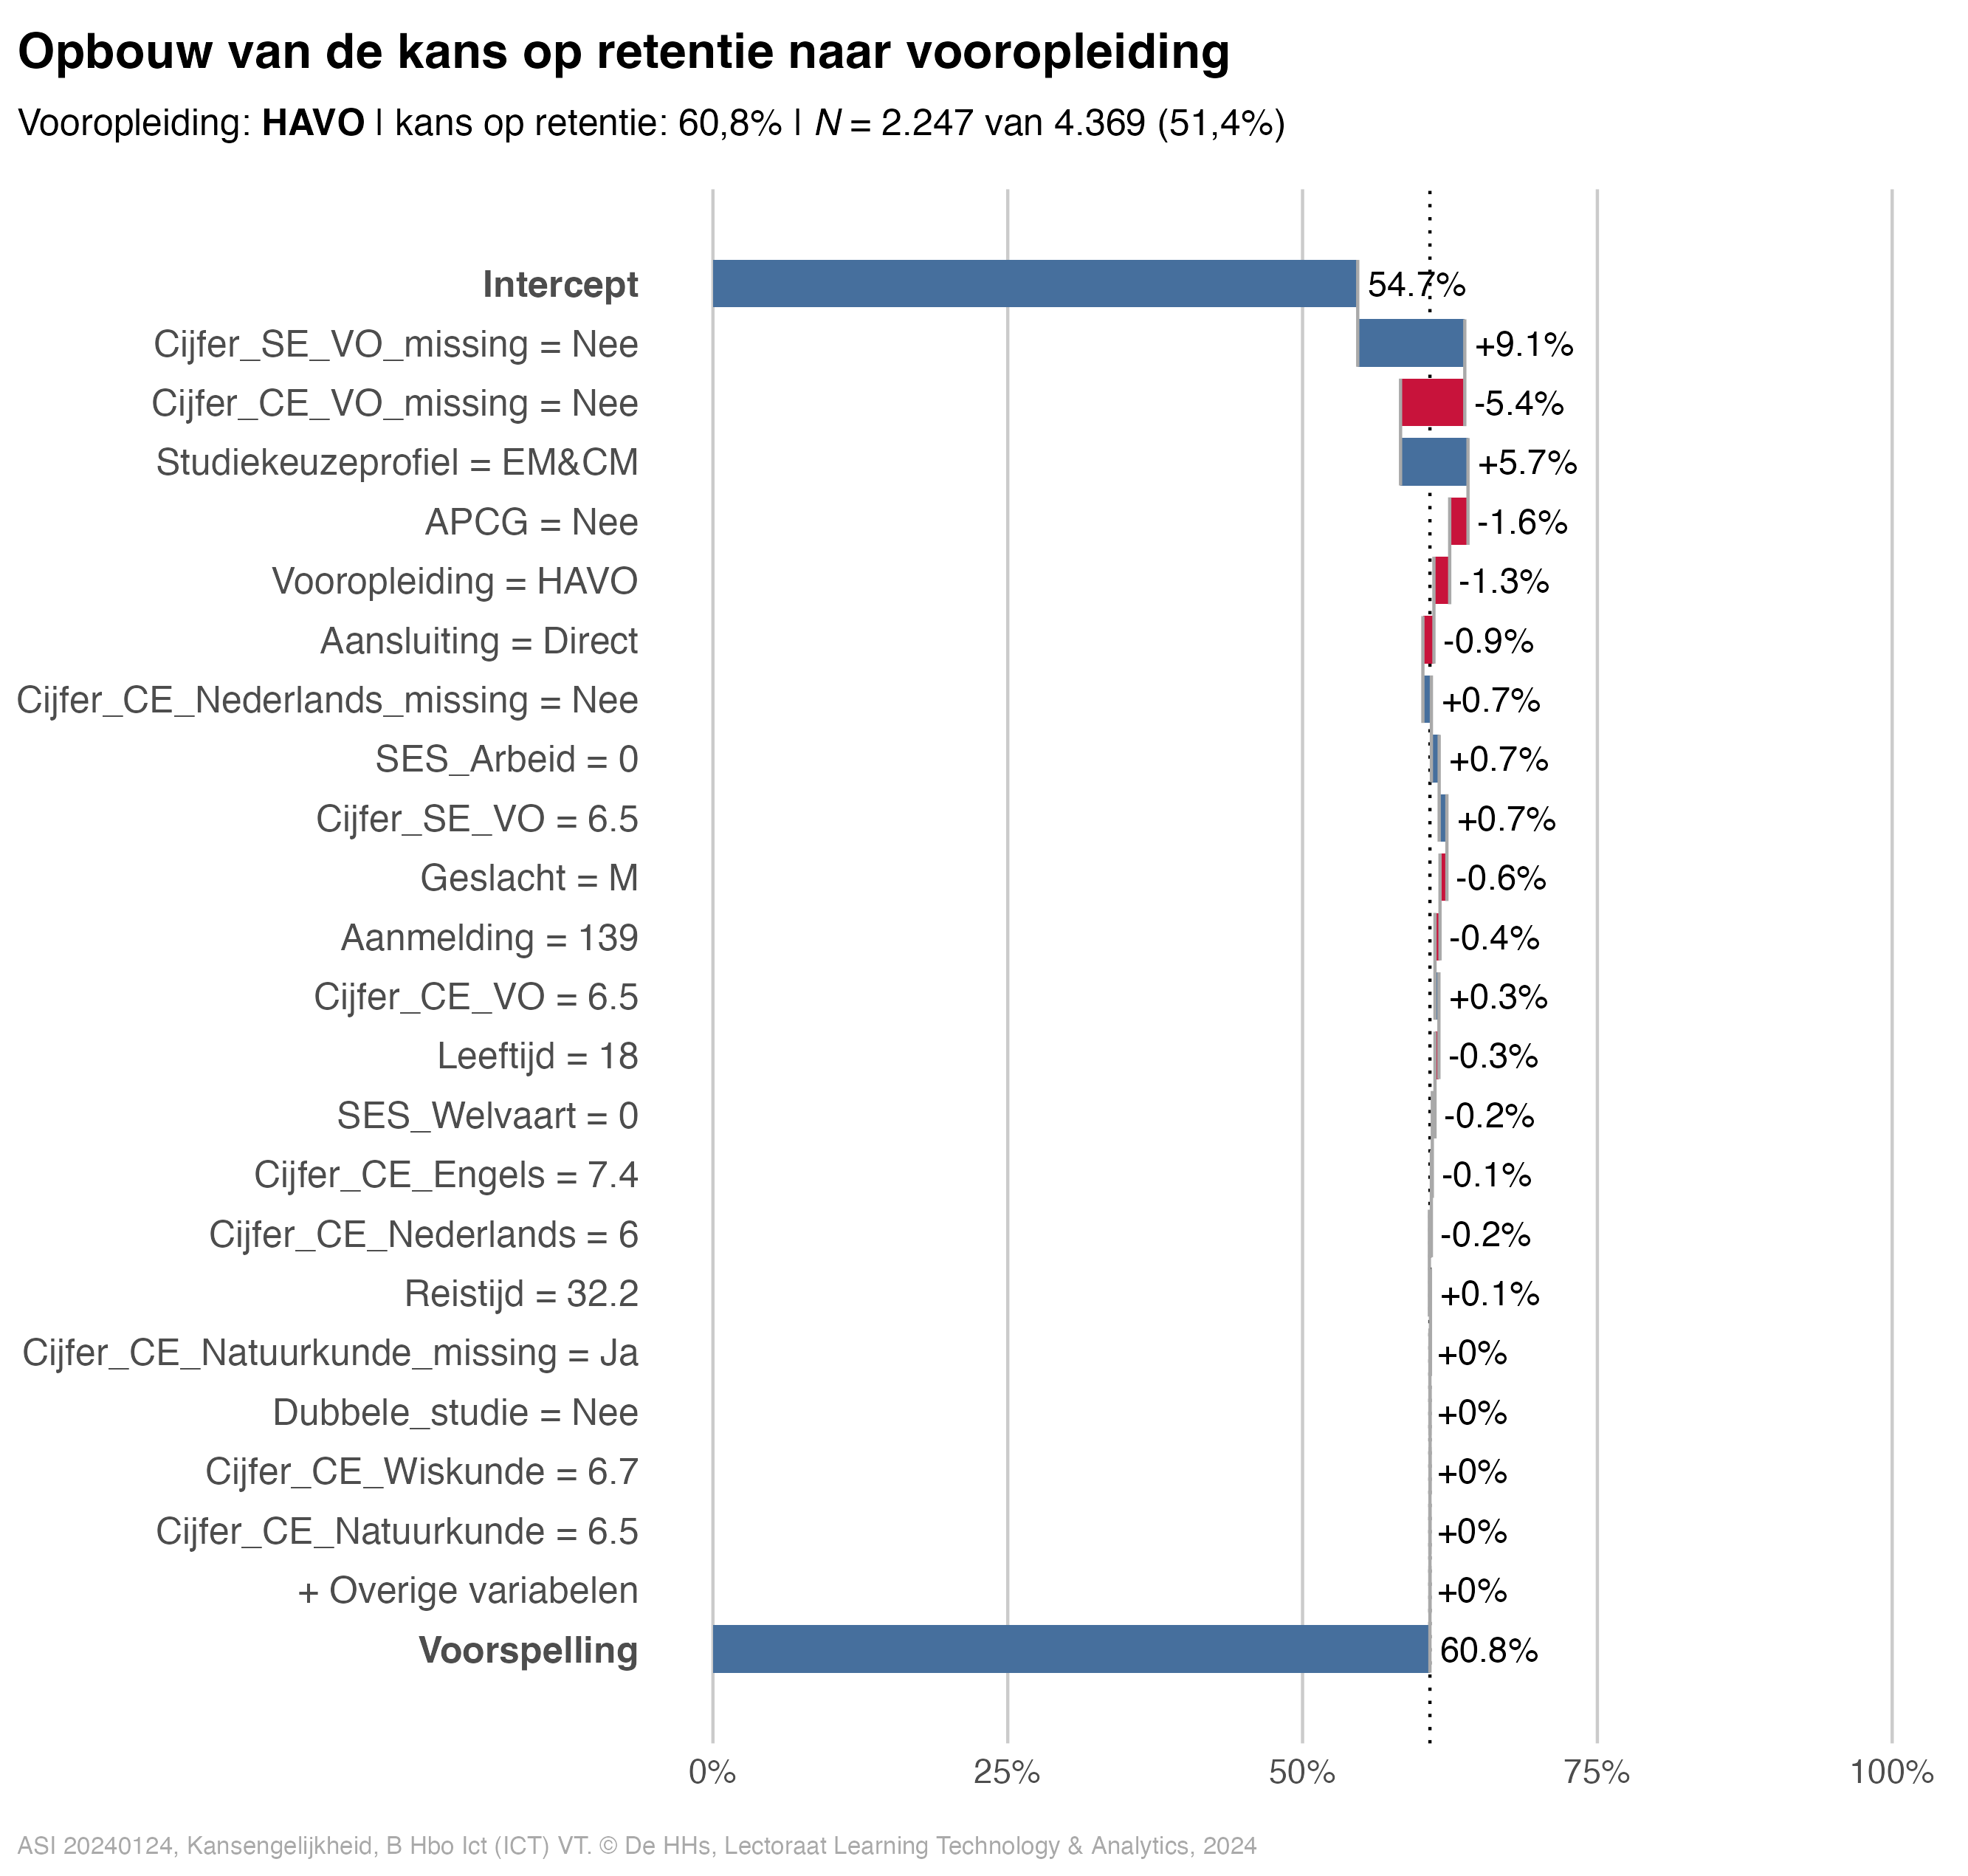 Opbouw van de kans op retentie naar vooropleiding
Vooropleiding: HAVO | kans op retentie: 60,8% | N = 2.247 van 4.369 (51,4%)
Intercept 54.7%
Cijfer_SE_VO_missing = Nee +9.1%
Cijfer_CE_VO_missing = Nee -5.4%
Studiekeuzeprofiel = EM&CM +5.7%
APCG = Nee -1.6%
Vooropleiding = HAVO -1.3%
Aansluiting = Direct -0.9%
Cijfer_CE_Nederlands_missing = Nee +0.7%
SES_Arbeid = 0 +0.7%
Cijfer_SE_VO = 6.5 +0.7%
Geslacht = M -0.6%
Aanmelding = 139 -0.4%
Cijfer_CE_VO = 6.5 +0.3%
Leeftijd = 18 -0.3%
SES_Welvaart = 0 -0.2%
Cijfer_CE_Engels = 7.4 -0.1%
Cijfer_CE_Nederlands = 6 -0.2%
Reistijd = 32.2 +0.1%
Cijfer_CE_Natuurkunde_missing = Ja +0%
Dubbele_studie = Nee +0%
Cijfer_CE_Wiskunde = 6.7 +0%
Cijfer_CE_Natuurkunde = 6.5 +0%
+ Overige variabelen +0%
Voorspelling 60.8%
0% 25% 50% 75% 100%
ASI 20240124, Kansengelijkheid, B Hbo Ict (ICT) VT. © De HHs, Lectoraat Learning Technology & Analytics, 2024